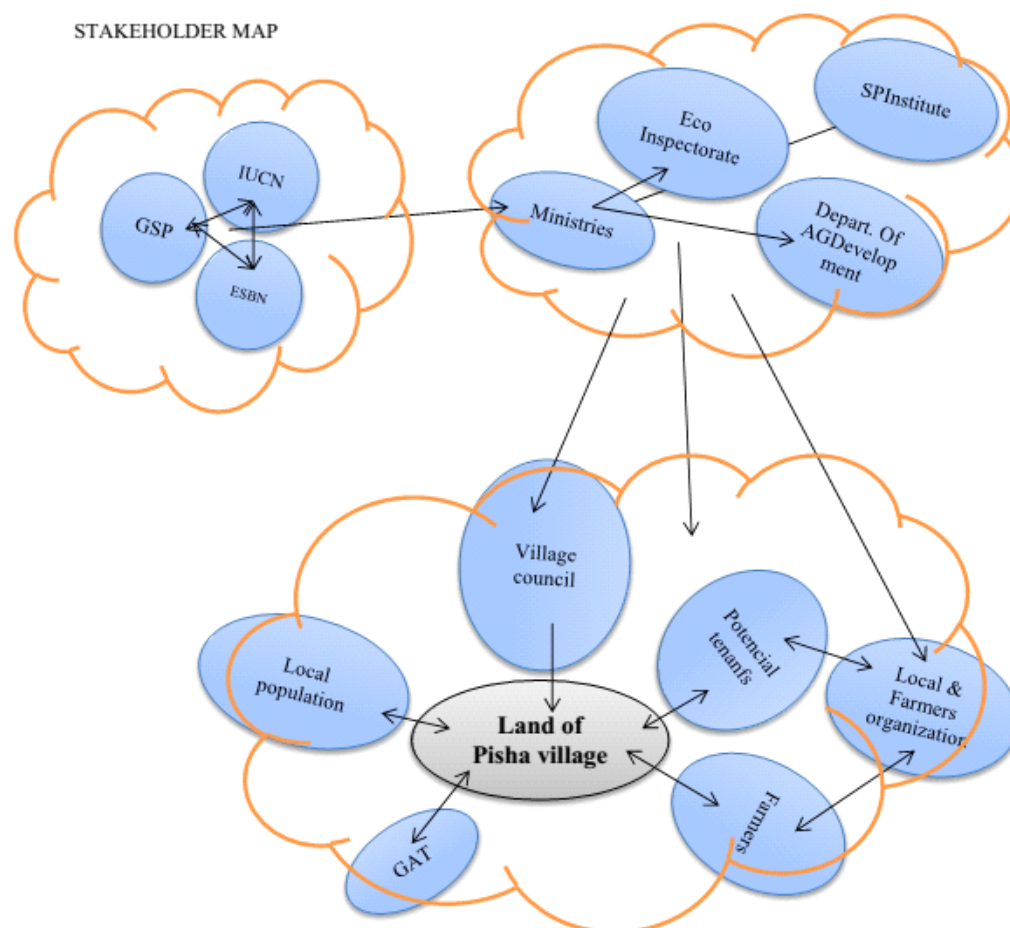 STAKEHOLDER MAP
IUCN
GSP
ESBN
Eco
Inspectorate
SPInstitute
Ministries
Depart. Of
AGDevelop
ment
Village
council
Local
population
Potencial
tenanfs
Local &
Farmers
organization
Land of
Pisha village
Farmers
GAT